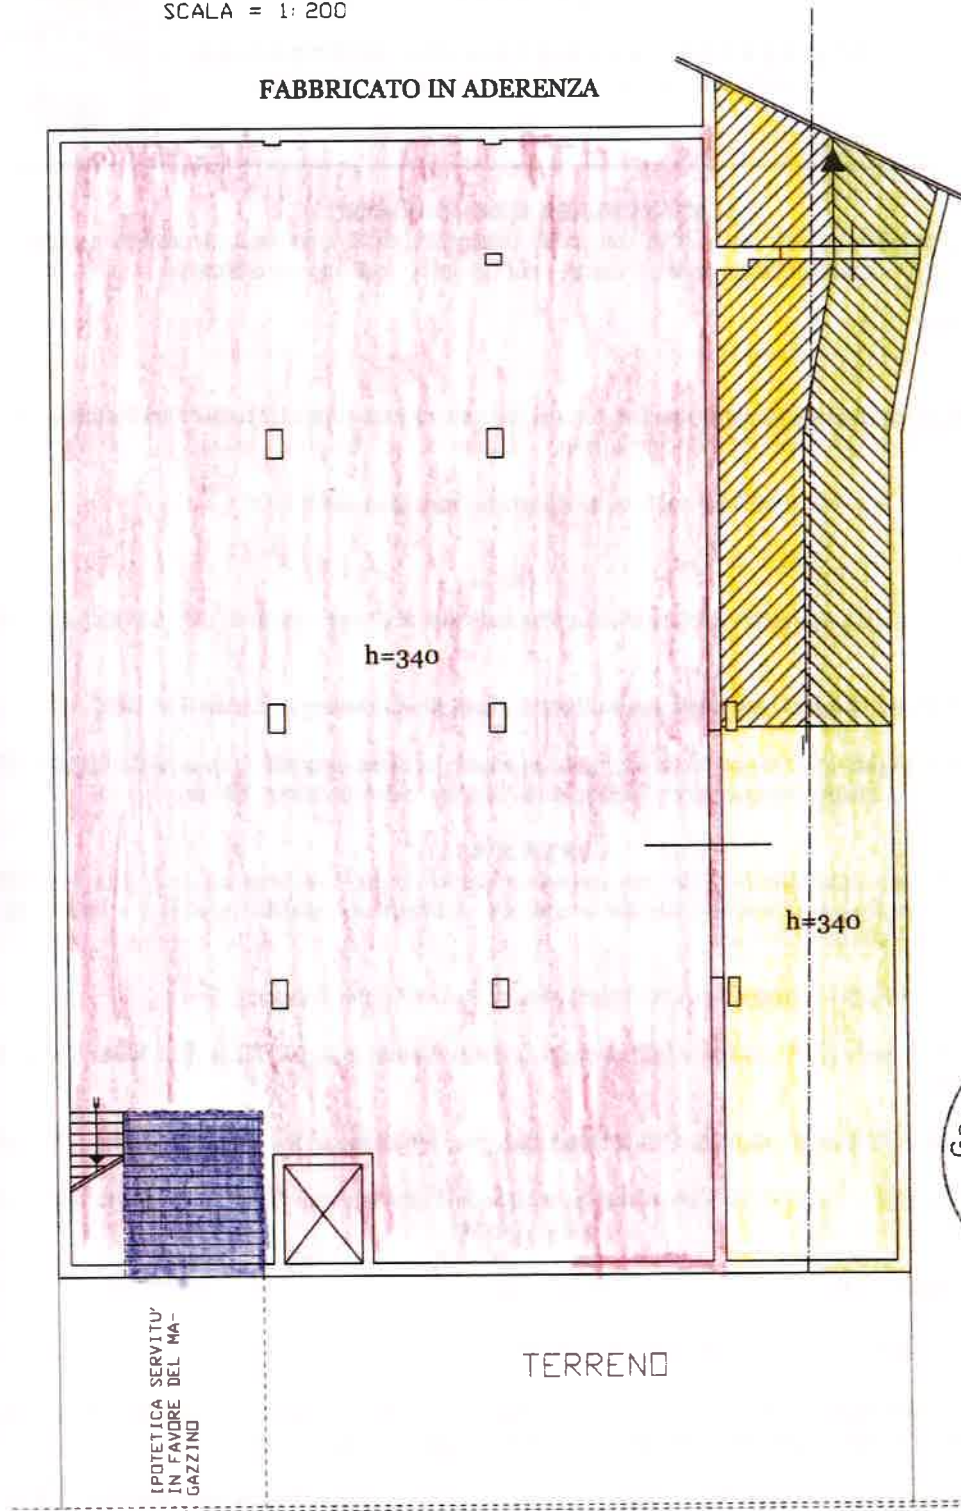 SCALA = 1:200
FABBRICATO IN ADERENZA
h=340
h=340
IPOTETICA SERVITU'
IN FAVORE DEL MA-
GAZZINO
TERRENO